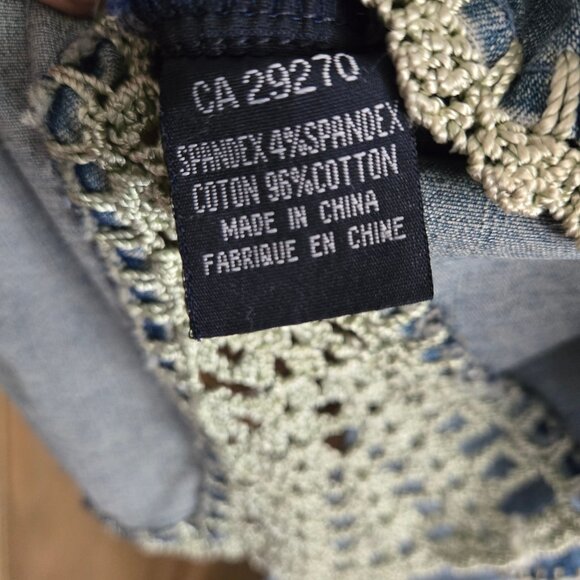 CA 29270
SPANDEX 4% SPANDEX
COTON 96% COTTON
MADE IN CHINA
FABRIQUE EN CHINE